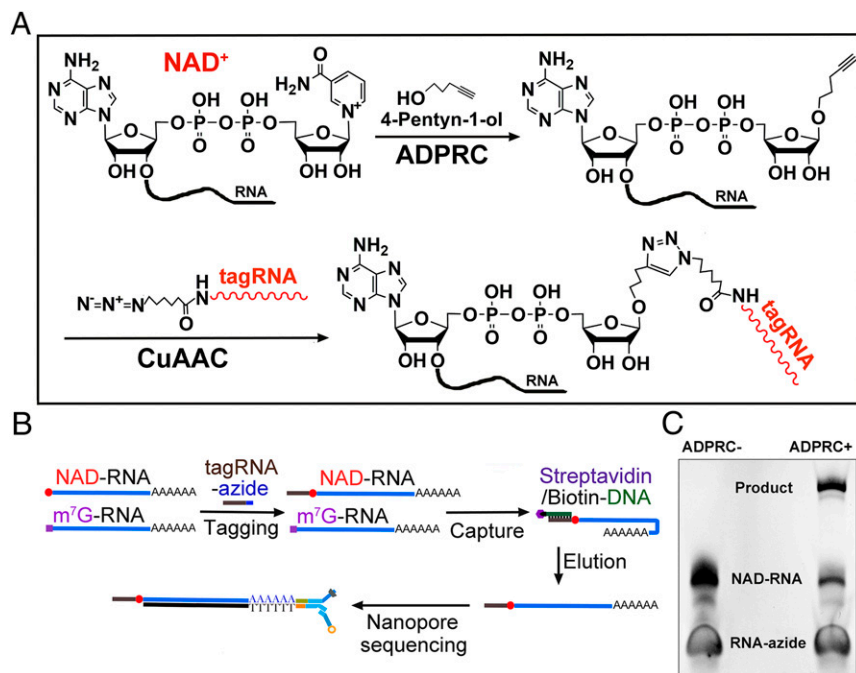 A
NH₂
NAD⁺
O
H₂N
N
N
N
N
OH OH
O-P-O-P-O
O O
N⁺
O
O
OH O
OH OH
RNA
HO
4-Pentyn-1-ol
ADPRC
NH₂
N
N
N
N
OH OH
O-P-O-P-O
O O
O
O
O
OH O
OH OH
RNA
N⁻=N⁺=N
O
H
N
tagRNA
CuAAC
NH₂
N
N
N
N
OH OH
O-P-O-P-O
O O
O
O
O
N=N
N
O
NH
tagRNA
OH O
OH OH
RNA
B
NAD-RNA
AAAAAA
m⁷G-RNA
AAAAAA
tagRNA
-azide
Tagging
NAD-RNA
AAAAAA
m⁷G-RNA
AAAAAA
Capture
Streptavidin
/Biotin-DNA
AAAAAA
Elution
AAAAAA
Nanopore
sequencing
AAAAAA
TTTTTT
C
ADPRC- ADPRC+
Product
NAD-RNA
RNA-azide